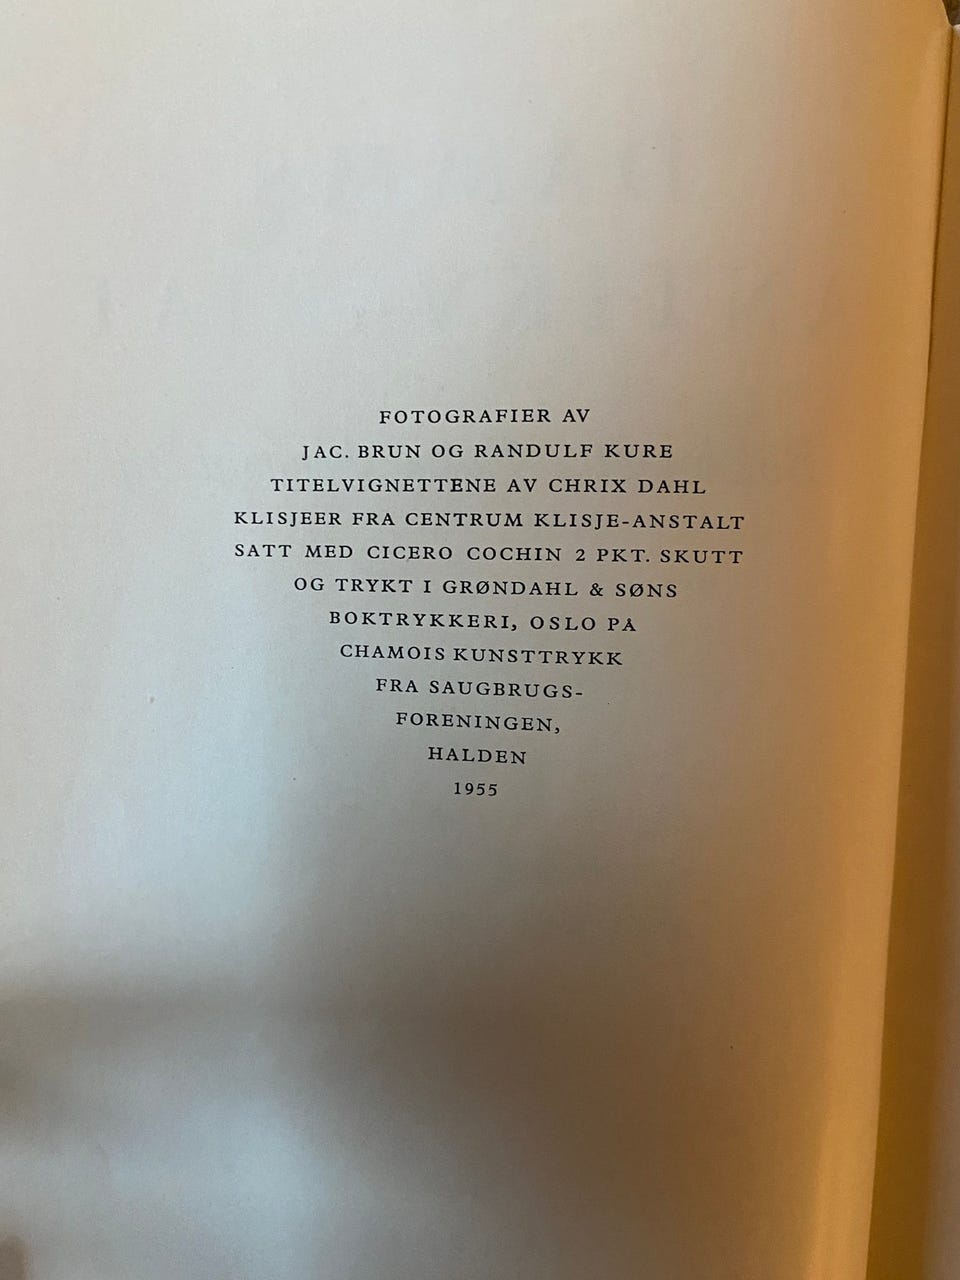 FOTOGRAFIER AV
JAC. BRUN OG RANDULF KURE
TITELVIGNETTENE AV CHRIX DAHL
KLISJEER FRA CENTRUM KLISJE-ANSTALT
SATT MED CICERO COCHIN 2 PKT. SKUTT
OG TRYKT I GRØNDAHL & SØNS
BOKTRYKKERI, OSLO PÅ
CHAMOIS KUNSTTRYKK
FRA SAUGBRUGS-
FORENINGEN,
HALDEN
1955